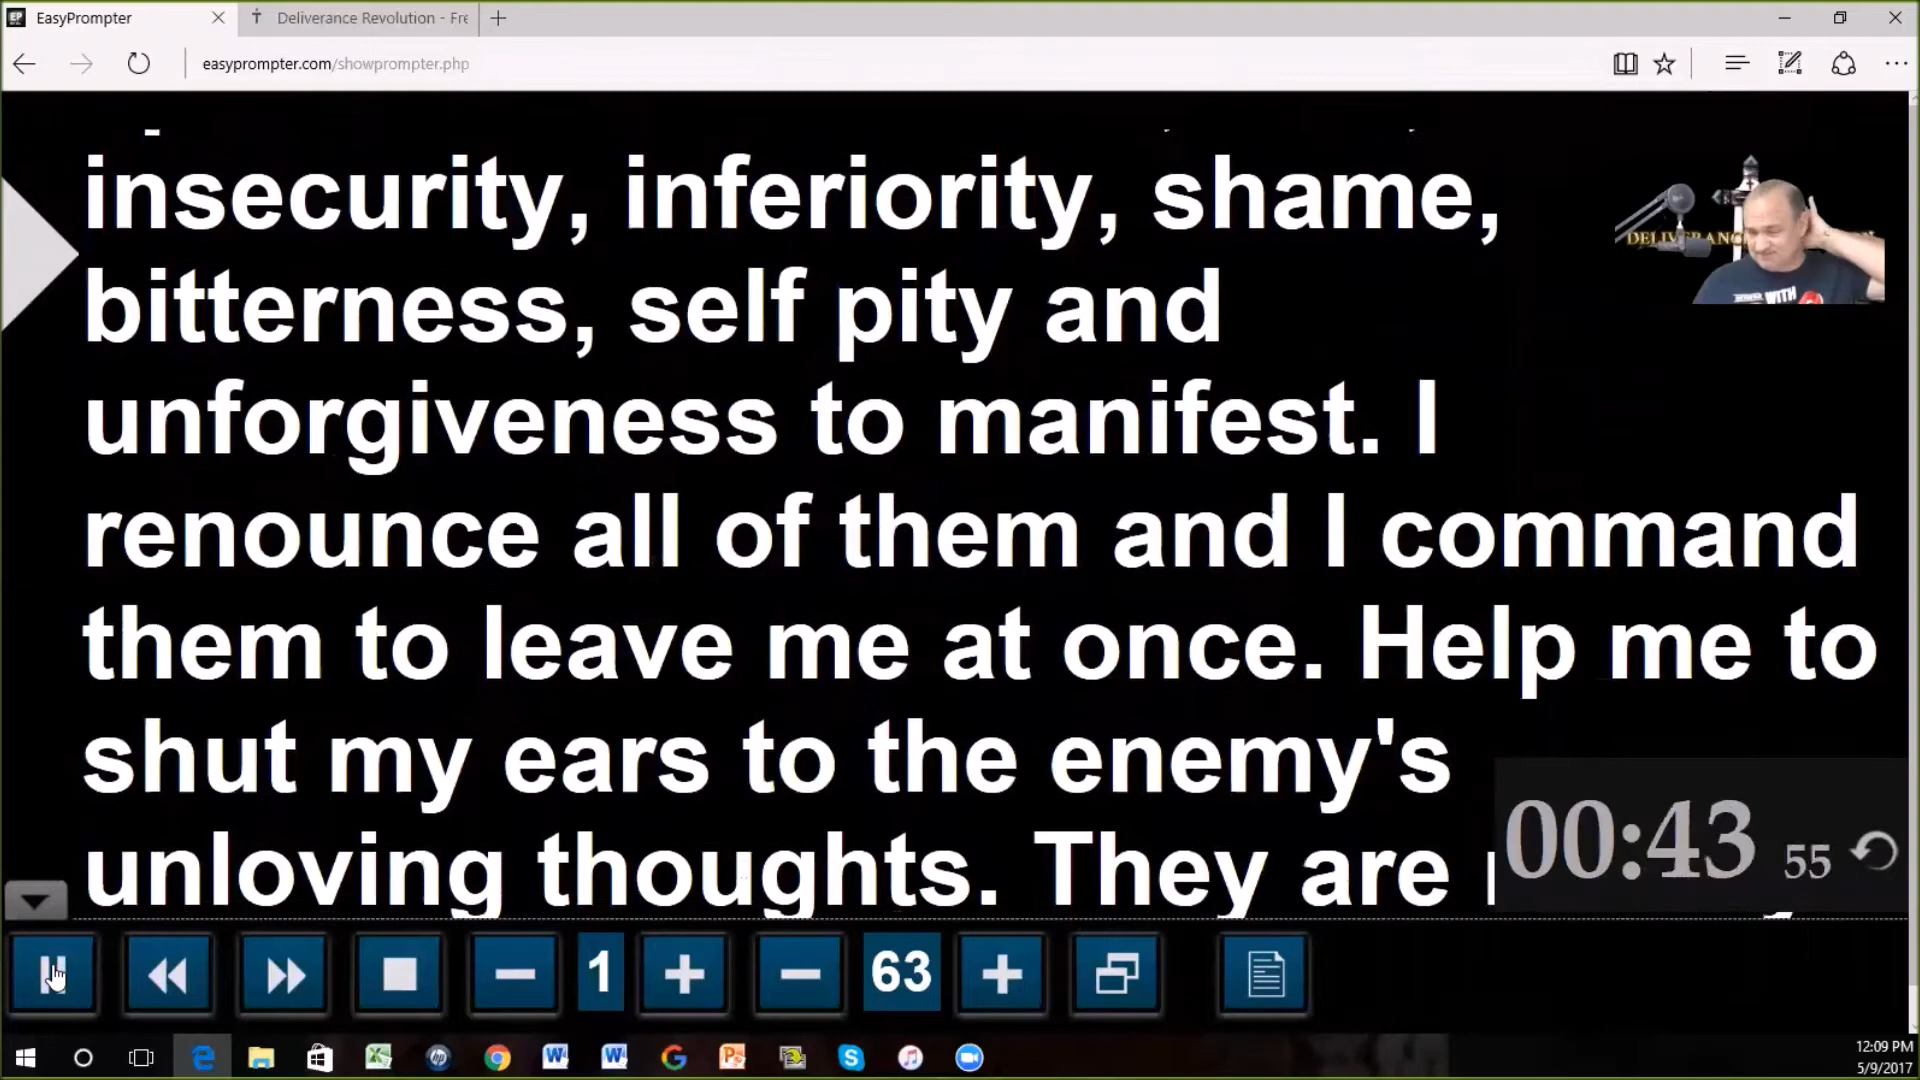 EasyPrompter
Deliverance Revolution - Fre
easyprompter.com/showprompter.php
insecurity, inferiority, shame,
bitterness, self pity and
unforgiveness to manifest. I
renounce all of them and I command
them to leave me at once. Help me to
shut my ears to the enemy's
unloving thoughts. They are
WITH
00:43 55
1
63
12:09 PM
5/9/2017